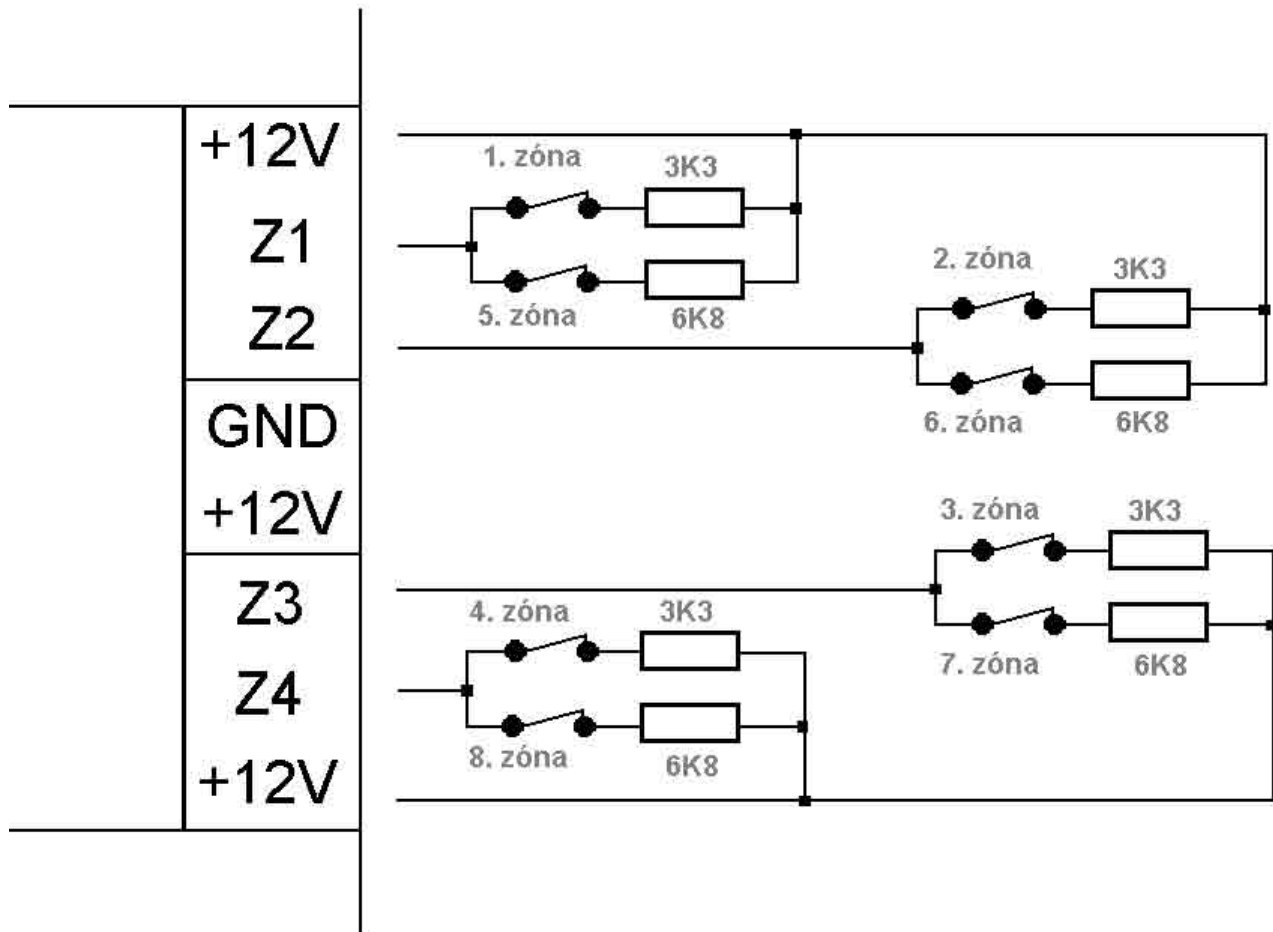 +12V
Z1
Z2
GND
+12V
Z3
Z4
+12V
1. zóna
3K3
5. zóna
6K8
2. zóna
3K3
6. zóna
6K8
3. zóna
3K3
7. zóna
6K8
4. zóna
3K3
8. zóna
6K8